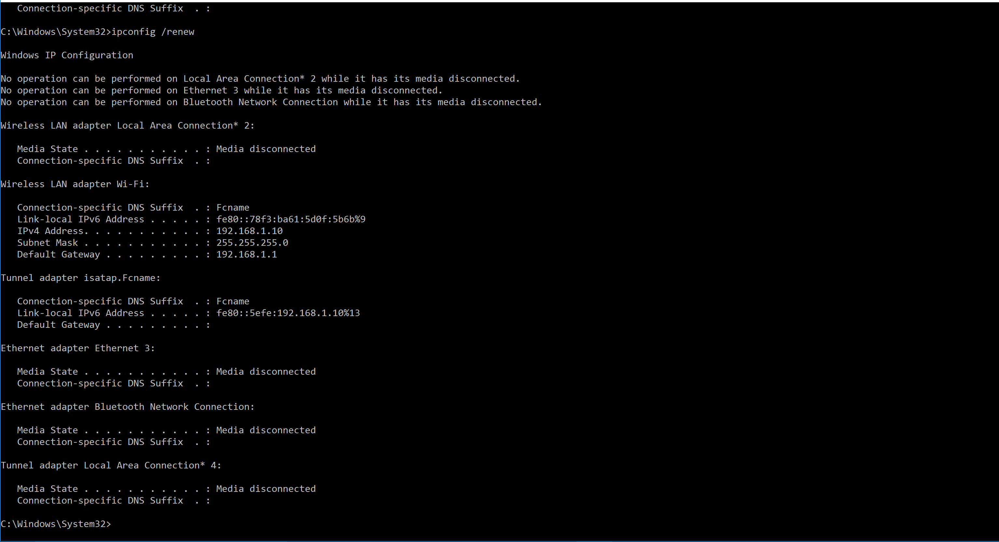 Connection-specific DNS Suffix  . :
C:\Windows\System32>ipconfig /renew
Windows IP Configuration
No operation can be performed on Local Area Connection* 2 while it has its media disconnected.
No operation can be performed on Ethernet 3 while it has its media disconnected.
No operation can be performed on Bluetooth Network Connection while it has its media disconnected.
Wireless LAN adapter Local Area Connection* 2:
   Media State . . . . . . . . . . . : Media disconnected
   Connection-specific DNS Suffix  . :
Wireless LAN adapter Wi-Fi:
   Connection-specific DNS Suffix  . : Fcname
   Link-local IPv6 Address . . . . . : fe80::78f3:ba61:5d0f:5b6b%9
   IPv4 Address. . . . . . . . . . . : 192.168.1.10
   Subnet Mask . . . . . . . . . . . : 255.255.255.0
   Default Gateway . . . . . . . . . : 192.168.1.1
Tunnel adapter isatap.Fcname:
   Connection-specific DNS Suffix  . : Fcname
   Link-local IPv6 Address . . . . . : fe80::5efe:192.168.1.10%13
   Default Gateway . . . . . . . . . :
Ethernet adapter Ethernet 3:
   Media State . . . . . . . . . . . : Media disconnected
   Connection-specific DNS Suffix  . :
Ethernet adapter Bluetooth Network Connection:
   Media State . . . . . . . . . . . : Media disconnected
   Connection-specific DNS Suffix  . :
Tunnel adapter Local Area Connection* 4:
   Media State . . . . . . . . . . . : Media disconnected
   Connection-specific DNS Suffix  . :
C:\Windows\System32>